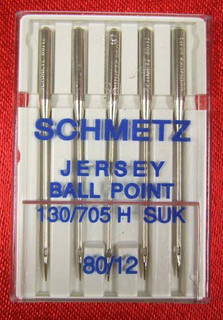 SCHMETZ
JERSEY
BALL POINT
130/705 H SUK
80/12